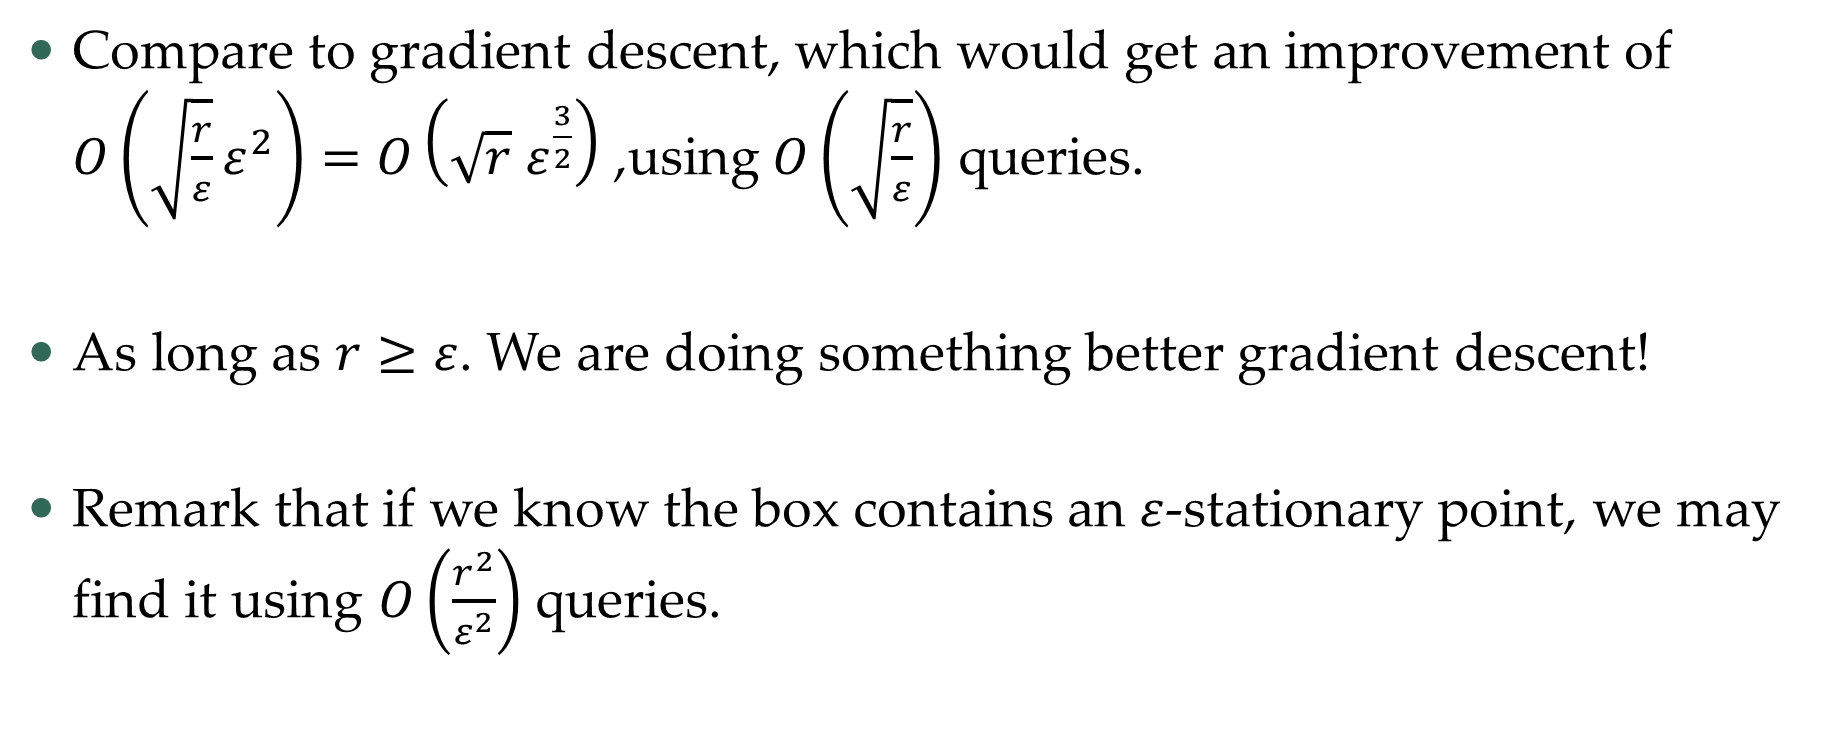 • Compare to gradient descent, which would get an improvement of
O(√(r/ε) ε²) = O(√r ε^(3/2)) ,using O(√(r/ε)) queries.
• As long as r ≥ ε. We are doing something better gradient descent!
• Remark that if we know the box contains an ε-stationary point, we may
find it using O(r²/ε²) queries.